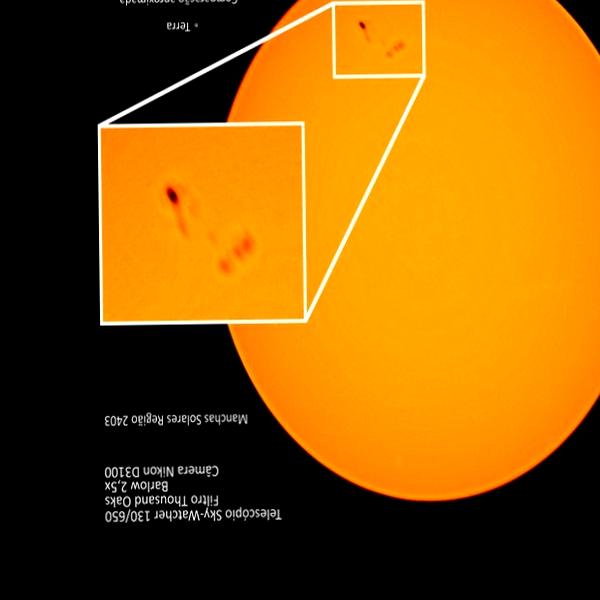 Telescópio Sky-Watcher 130/650
Filtro Thousand Oaks
Barlow 2,5x
Câmera Nikon D3100
Manchas Solares Região 2403
Terra
Comparação aproximada